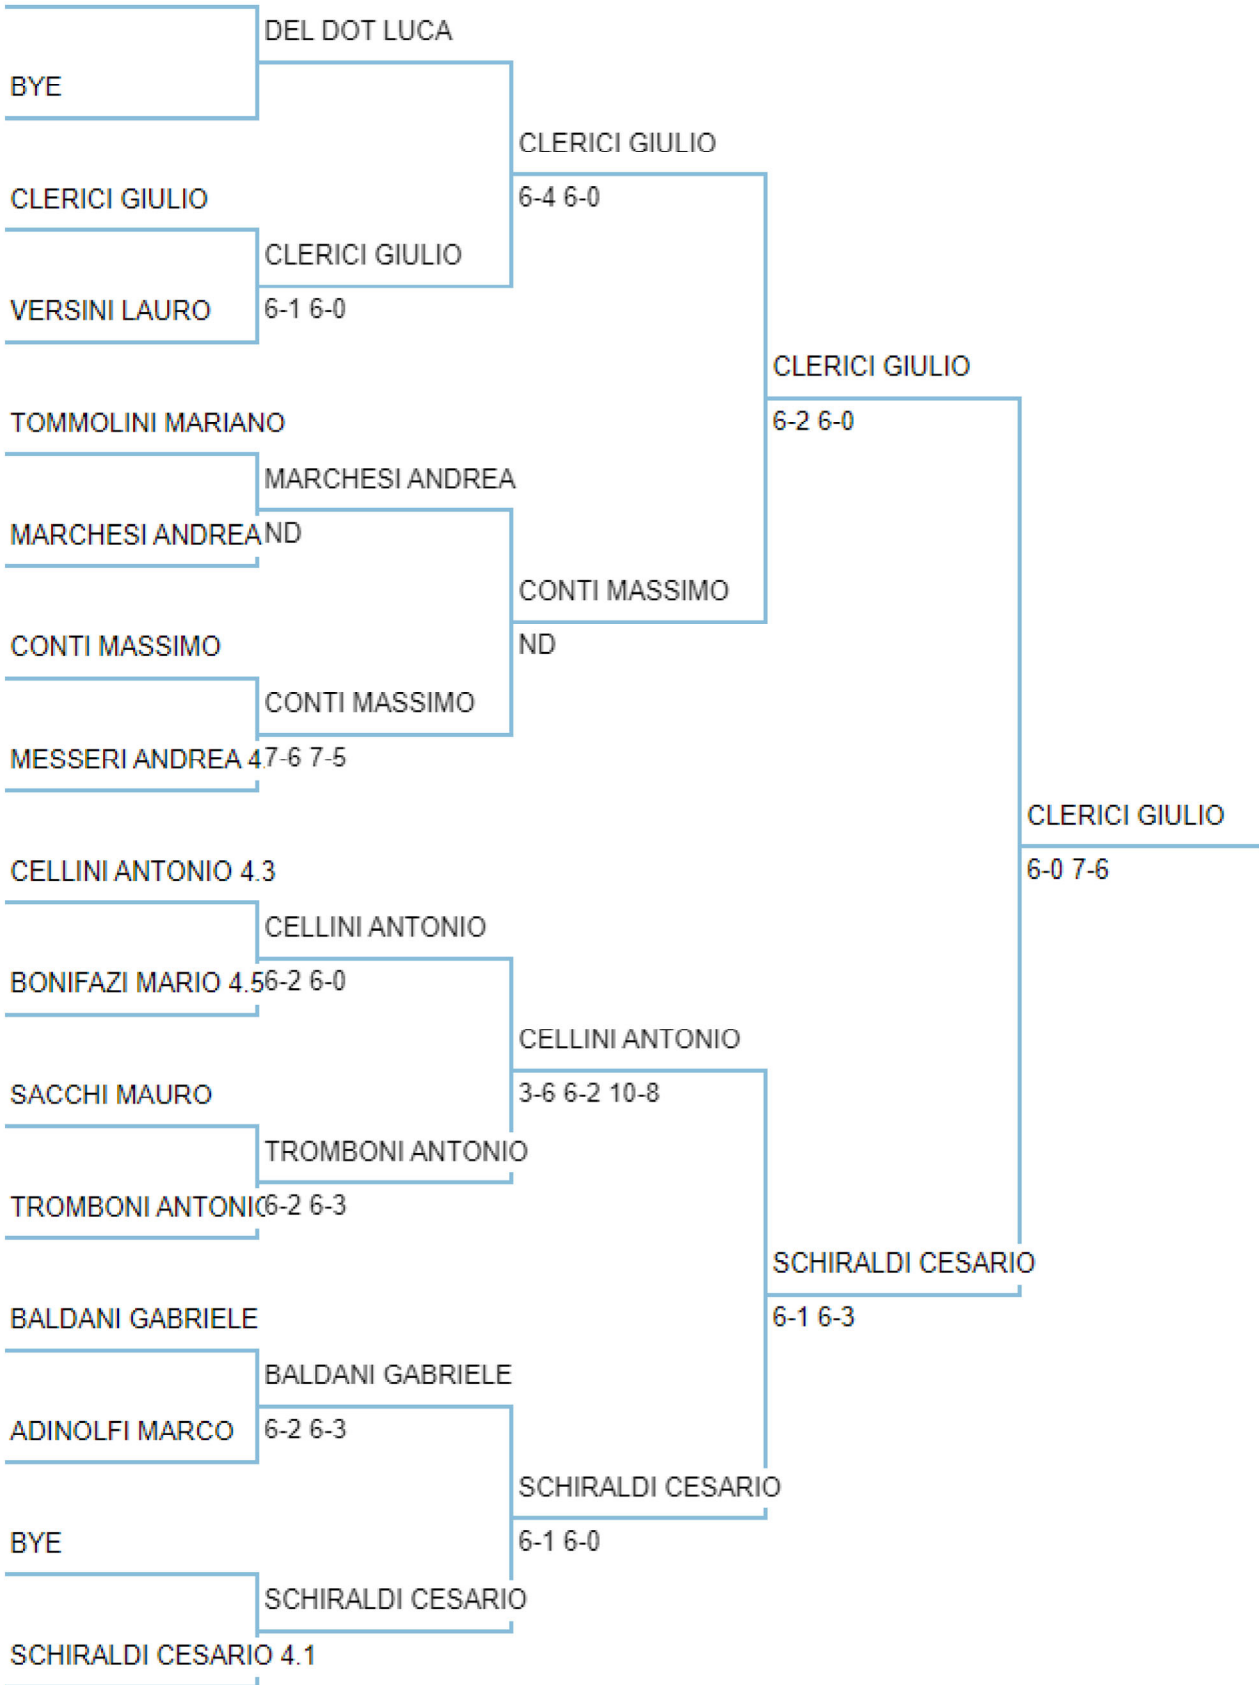 DEL DOT LUCA
BYE
CLERICI GIULIO
6-4 6-0
CLERICI GIULIO
CLERICI GIULIO
6-1 6-0
VERSINI LAURO
CLERICI GIULIO
6-2 6-0
TOMMOLINI MARIANO
MARCHESI ANDREA
MARCHESI ANDREA
ND
CONTI MASSIMO
ND
CONTI MASSIMO
CONTI MASSIMO
MESSERI ANDREA 4.
7-6 7-5
CLERICI GIULIO
6-0 7-6
CELLINI ANTONIO 4.3
CELLINI ANTONIO
BONIFAZI MARIO 4.5
6-2 6-0
CELLINI ANTONIO
3-6 6-2 10-8
SACCHI MAURO
TROMBONI ANTONIO
TROMBONI ANTONIO
6-2 6-3
SCHIRALDI CESARIO
6-1 6-3
BALDANI GABRIELE
BALDANI GABRIELE
ADINOLFI MARCO
6-2 6-3
SCHIRALDI CESARIO
6-1 6-0
BYE
SCHIRALDI CESARIO
SCHIRALDI CESARIO 4.1